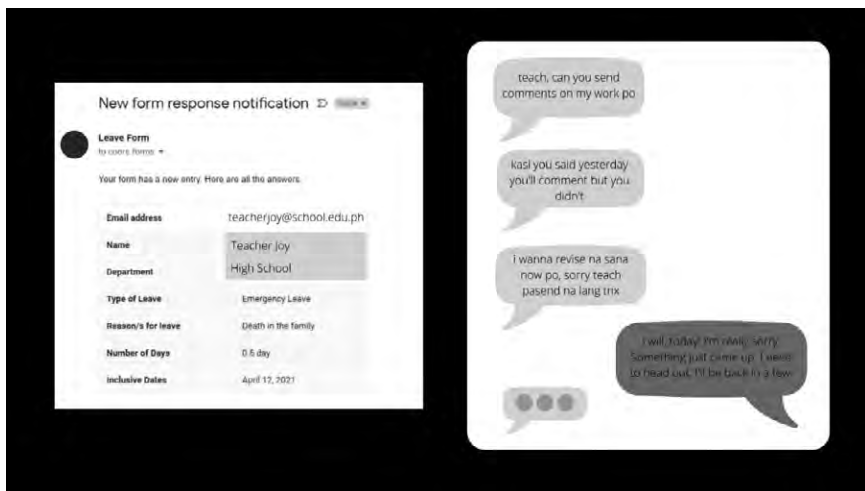 New form response notification
Leave Form
to coors forms
Your form has a new entry. Here are all the answers.
Email address teacherjoy@school.edu.ph
Name Teacher Joy
Department High School
Type of Leave Emergency Leave
Reason/s for leave Death in the family
Number of Days 0.5 day
Inclusive Dates April 12, 2021
teach, can you send
comments on my work po
kasi you said yesterday
you'll comment but you
didn't
i wanna revise na sana
now po, sorry teach
pasend na lang tnx
I will, today! I'm really sorry.
Something just came up. I need
to head out. I'll be back in a few.